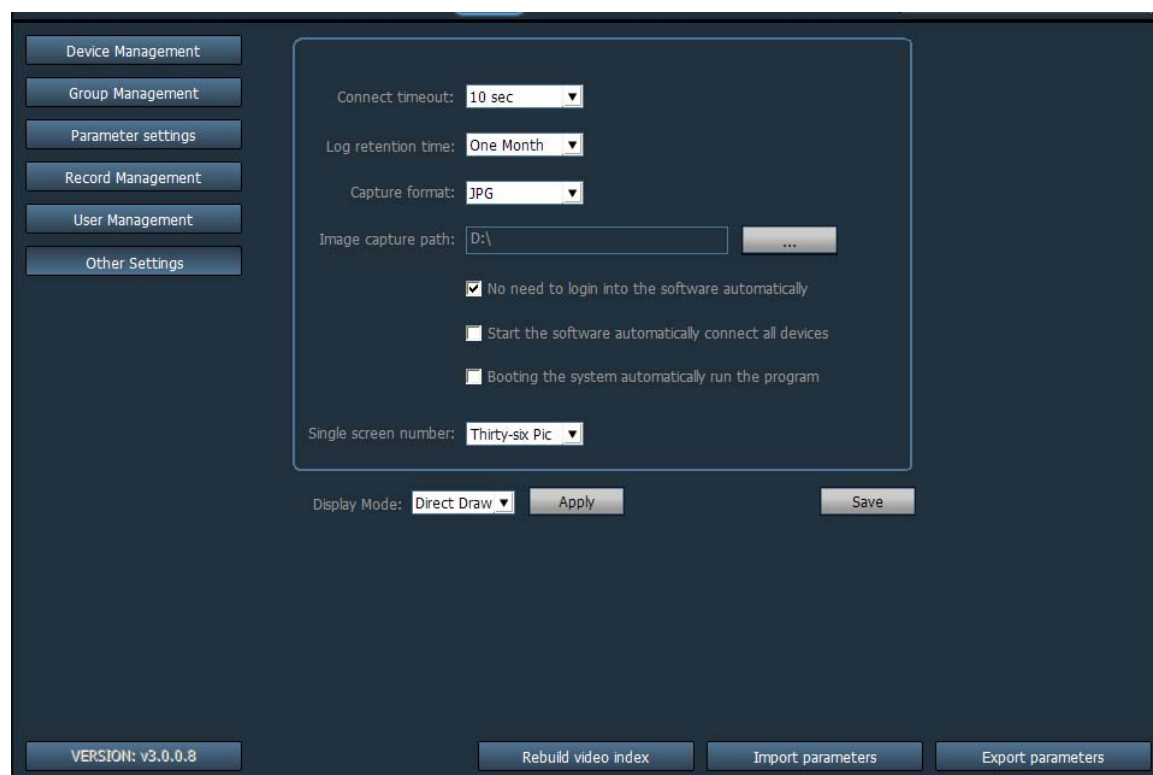 Device Management
Group Management
Parameter settings
Record Management
User Management
Other Settings
Connect timeout: 10 sec
Log retention time: One Month
Capture format: JPG
Image capture path: D:\ ...
No need to login into the software automatically
Start the software automatically connect all devices
Booting the system automatically run the program
Single screen number: Thirty-six Pic
Display Mode: Direct Draw Apply Save
VERSION: v3.0.0.8 Rebuild video index Import parameters Export parameters